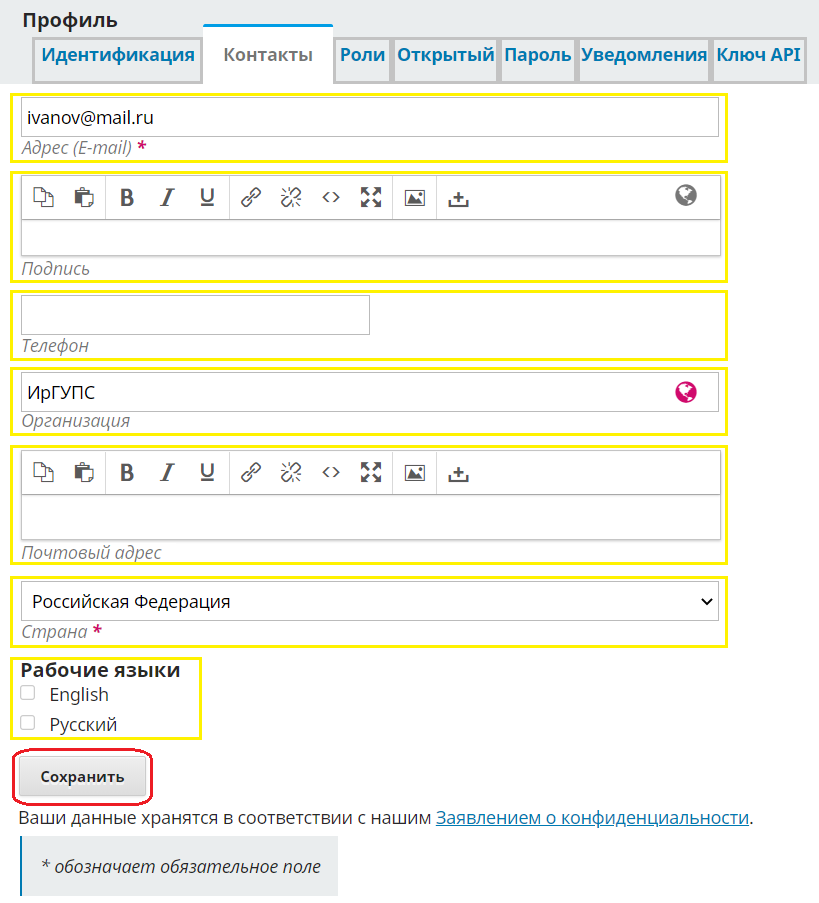 Профиль
Идентификация Контакты Роли Открытый Пароль Уведомления Ключ API
ivanov@mail.ru
Адрес (E-mail) *
B I U
Подпись
Телефон
ИрГУПС
Организация
B I U
Почтовый адрес
Российская Федерация
Страна *
Рабочие языки
English
Русский
Сохранить
Ваши данные хранятся в соответствии с нашим Заявлением о конфиденциальности.
* обозначает обязательное поле